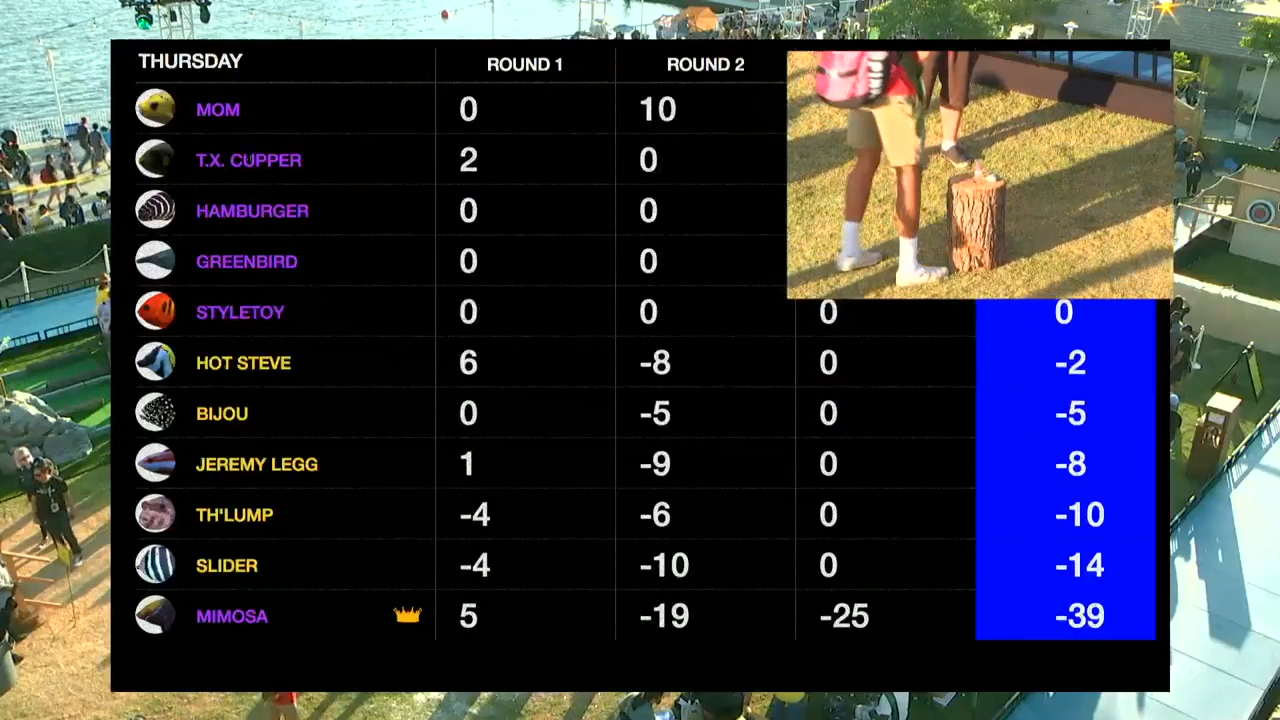 THURSDAY ROUND 1 ROUND 2
MOM 0 10
T.X. CUPPER 2 0
HAMBURGER 0 0
GREENBIRD 0 0
STYLETOY 0 0 0 0
HOT STEVE 6 -8 0 -2
BIJOU 0 -5 0 -5
JEREMY LEGG 1 -9 0 -8
TH'LUMP -4 -6 0 -10
SLIDER -4 -10 0 -14
MIMOSA 5 -19 -25 -39